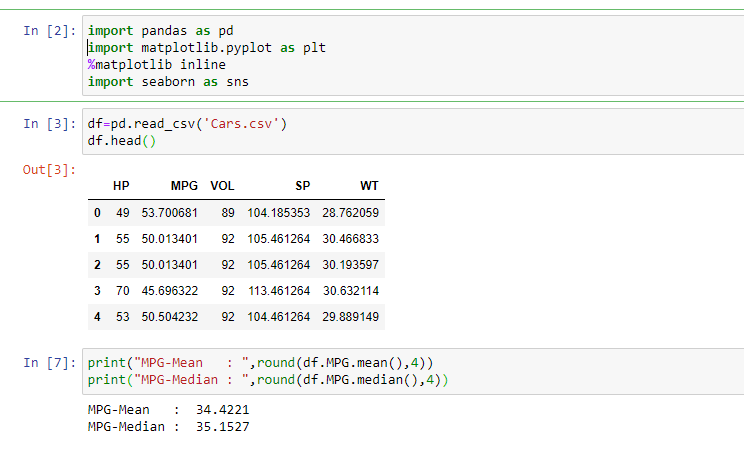 In [2]: import pandas as pd
import matplotlib.pyplot as plt
%matplotlib inline
import seaborn as sns
In [3]: df=pd.read_csv('Cars.csv')
df.head()
Out[3]:
HP MPG VOL SP WT
0 49 53.700681 89 104.185353 28.762059
1 55 50.013401 92 105.461264 30.466833
2 55 50.013401 92 105.461264 30.193597
3 70 45.696322 92 113.461264 30.632114
4 53 50.504232 92 104.461264 29.889149
In [7]: print("MPG-Mean   : ",round(df.MPG.mean(),4))
print("MPG-Median : ",round(df.MPG.median(),4))
MPG-Mean   :  34.4221
MPG-Median :  35.1527